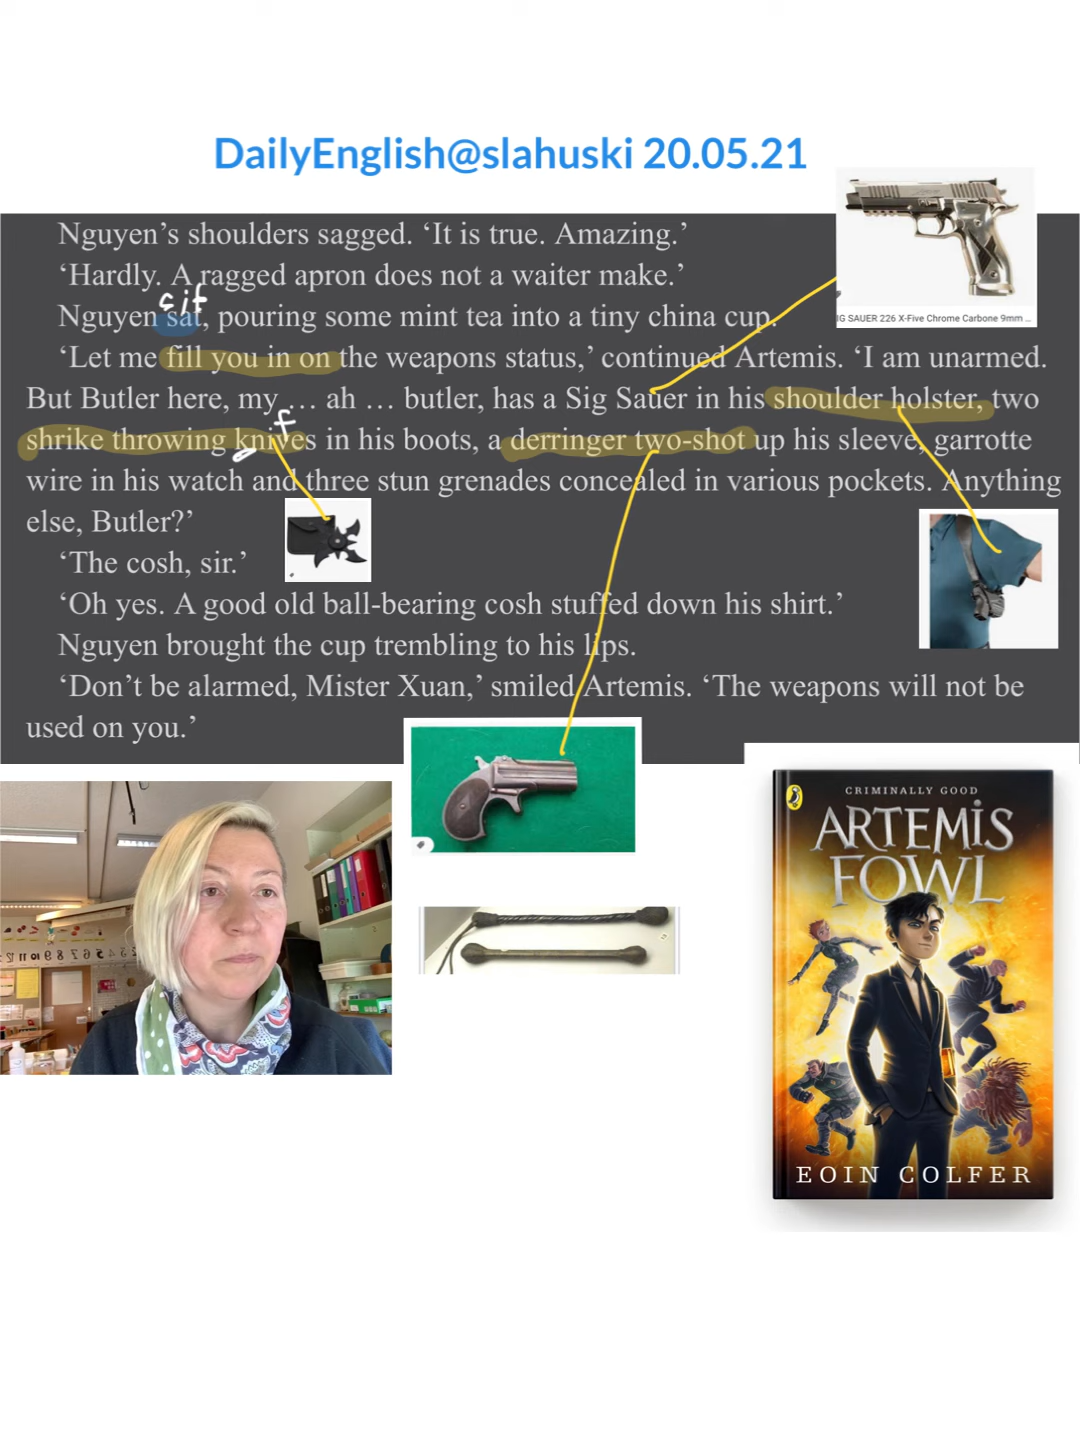 DailyEnglish@slahuski 20.05.21
Nguyen’s shoulders sagged. ‘It is true. Amazing.’
‘Hardly. A ragged apron does not a waiter make.’
sit
Nguyen sat, pouring some mint tea into a tiny china cup.
‘Let me fill you in on the weapons status,’ continued Artemis. ‘I am unarmed.
But Butler here, my … ah … butler, has a Sig Sauer in his shoulder holster, two
f
shrike throwing knives in his boots, a derringer two-shot up his sleeve, garrotte
wire in his watch and three stun grenades concealed in various pockets. Anything
else, Butler?’
‘The cosh, sir.’
‘Oh yes. A good old ball-bearing cosh stuffed down his shirt.’
Nguyen brought the cup trembling to his lips.
‘Don’t be alarmed, Mister Xuan,’ smiled Artemis. ‘The weapons will not be
used on you.’
IG SAUER 226 X-Five Chrome Carbone 9mm ...
CRIMINALLY GOOD
ARTEMIS
FOWL
EOIN COLFER